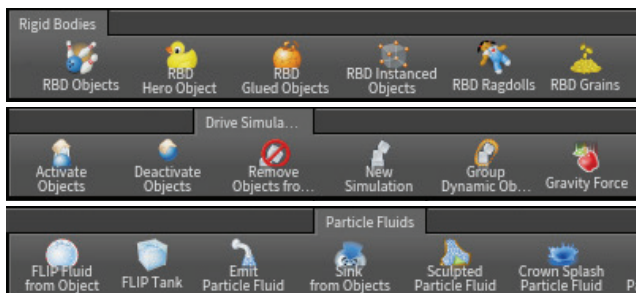 Rigid Bodies
RBD Objects
RBD
Hero Object
RBD
Glued Objects
RBD Instanced
Objects
RBD Ragdolls
RBD Grains
Drive Simula...
Activate
Objects
Deactivate
Objects
Remove
Objects fro...
New
Simulation
Group
Dynamic Ob...
Gravity Force
Particle Fluids
FLIP Fluid
from Object
FLIP Tank
Emit
Particle Fluid
Sink
from Objects
Sculpted
Particle Fluid
Crown Splash
Particle Fluid